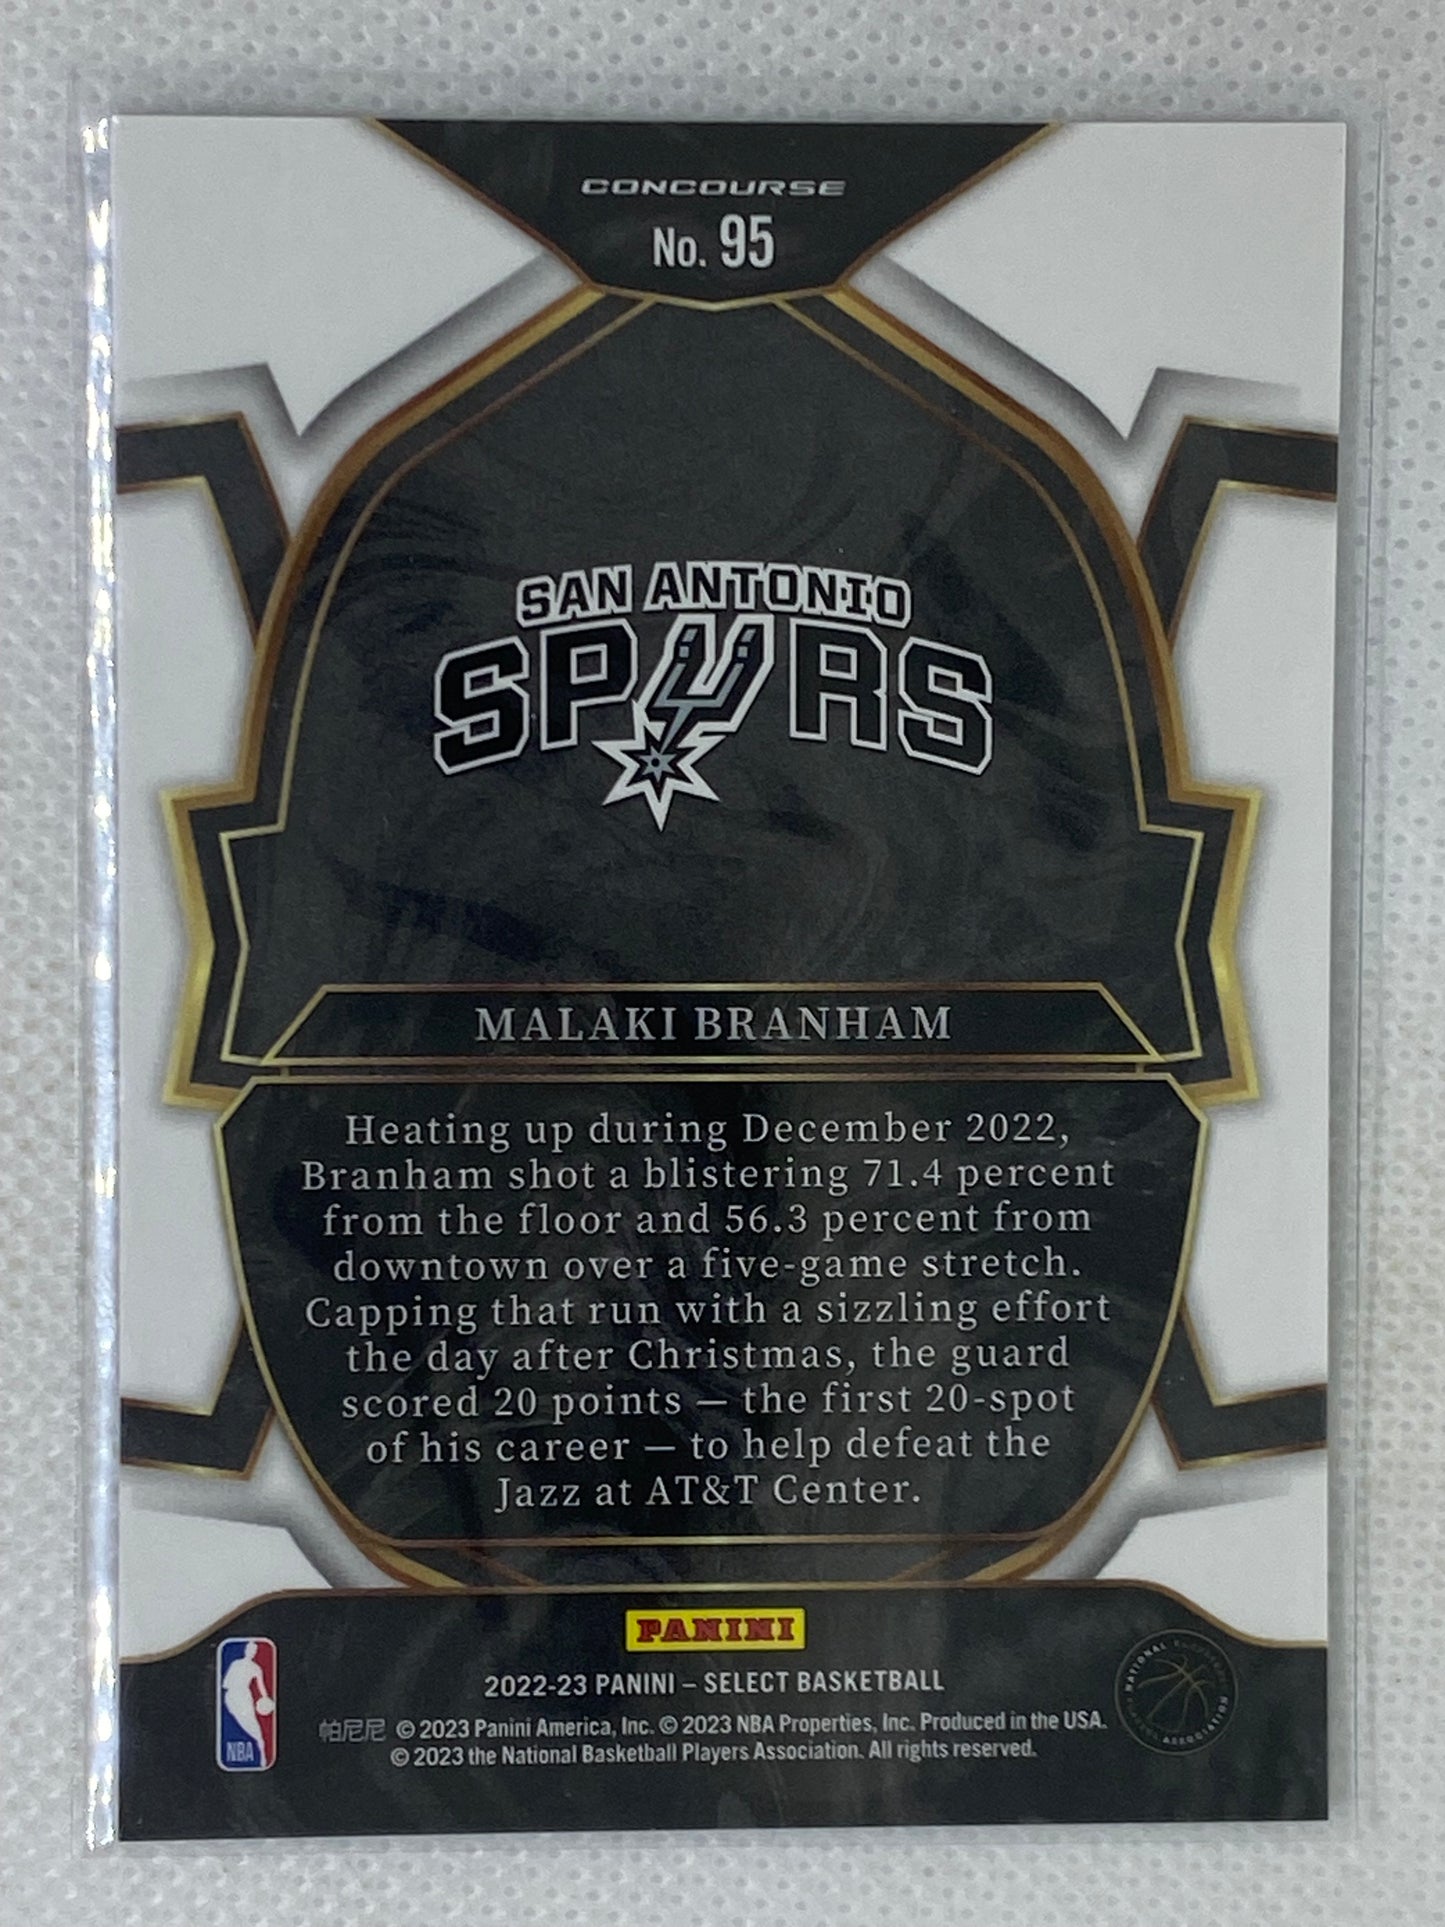 CONCOURSE
No. 95
SAN ANTONIO
SPURS
MALAKI BRANHAM
Heating up during December 2022,
Branham shot a blistering 71.4 percent
from the floor and 56.3 percent from
downtown over a five-game stretch.
Capping that run with a sizzling effort
the day after Christmas, the guard
scored 20 points — the first 20-spot
of his career — to help defeat the
Jazz at AT&T Center.
PANINI
2022-23 PANINI – SELECT BASKETBALL
帕尼尼 © 2023 Panini America, Inc. © 2023 NBA Properties, Inc. Produced in the USA.
© 2023 the National Basketball Players Association. All rights reserved.
NBA
NATIONAL BASKETBALL
PLAYERS ASSOCIATION